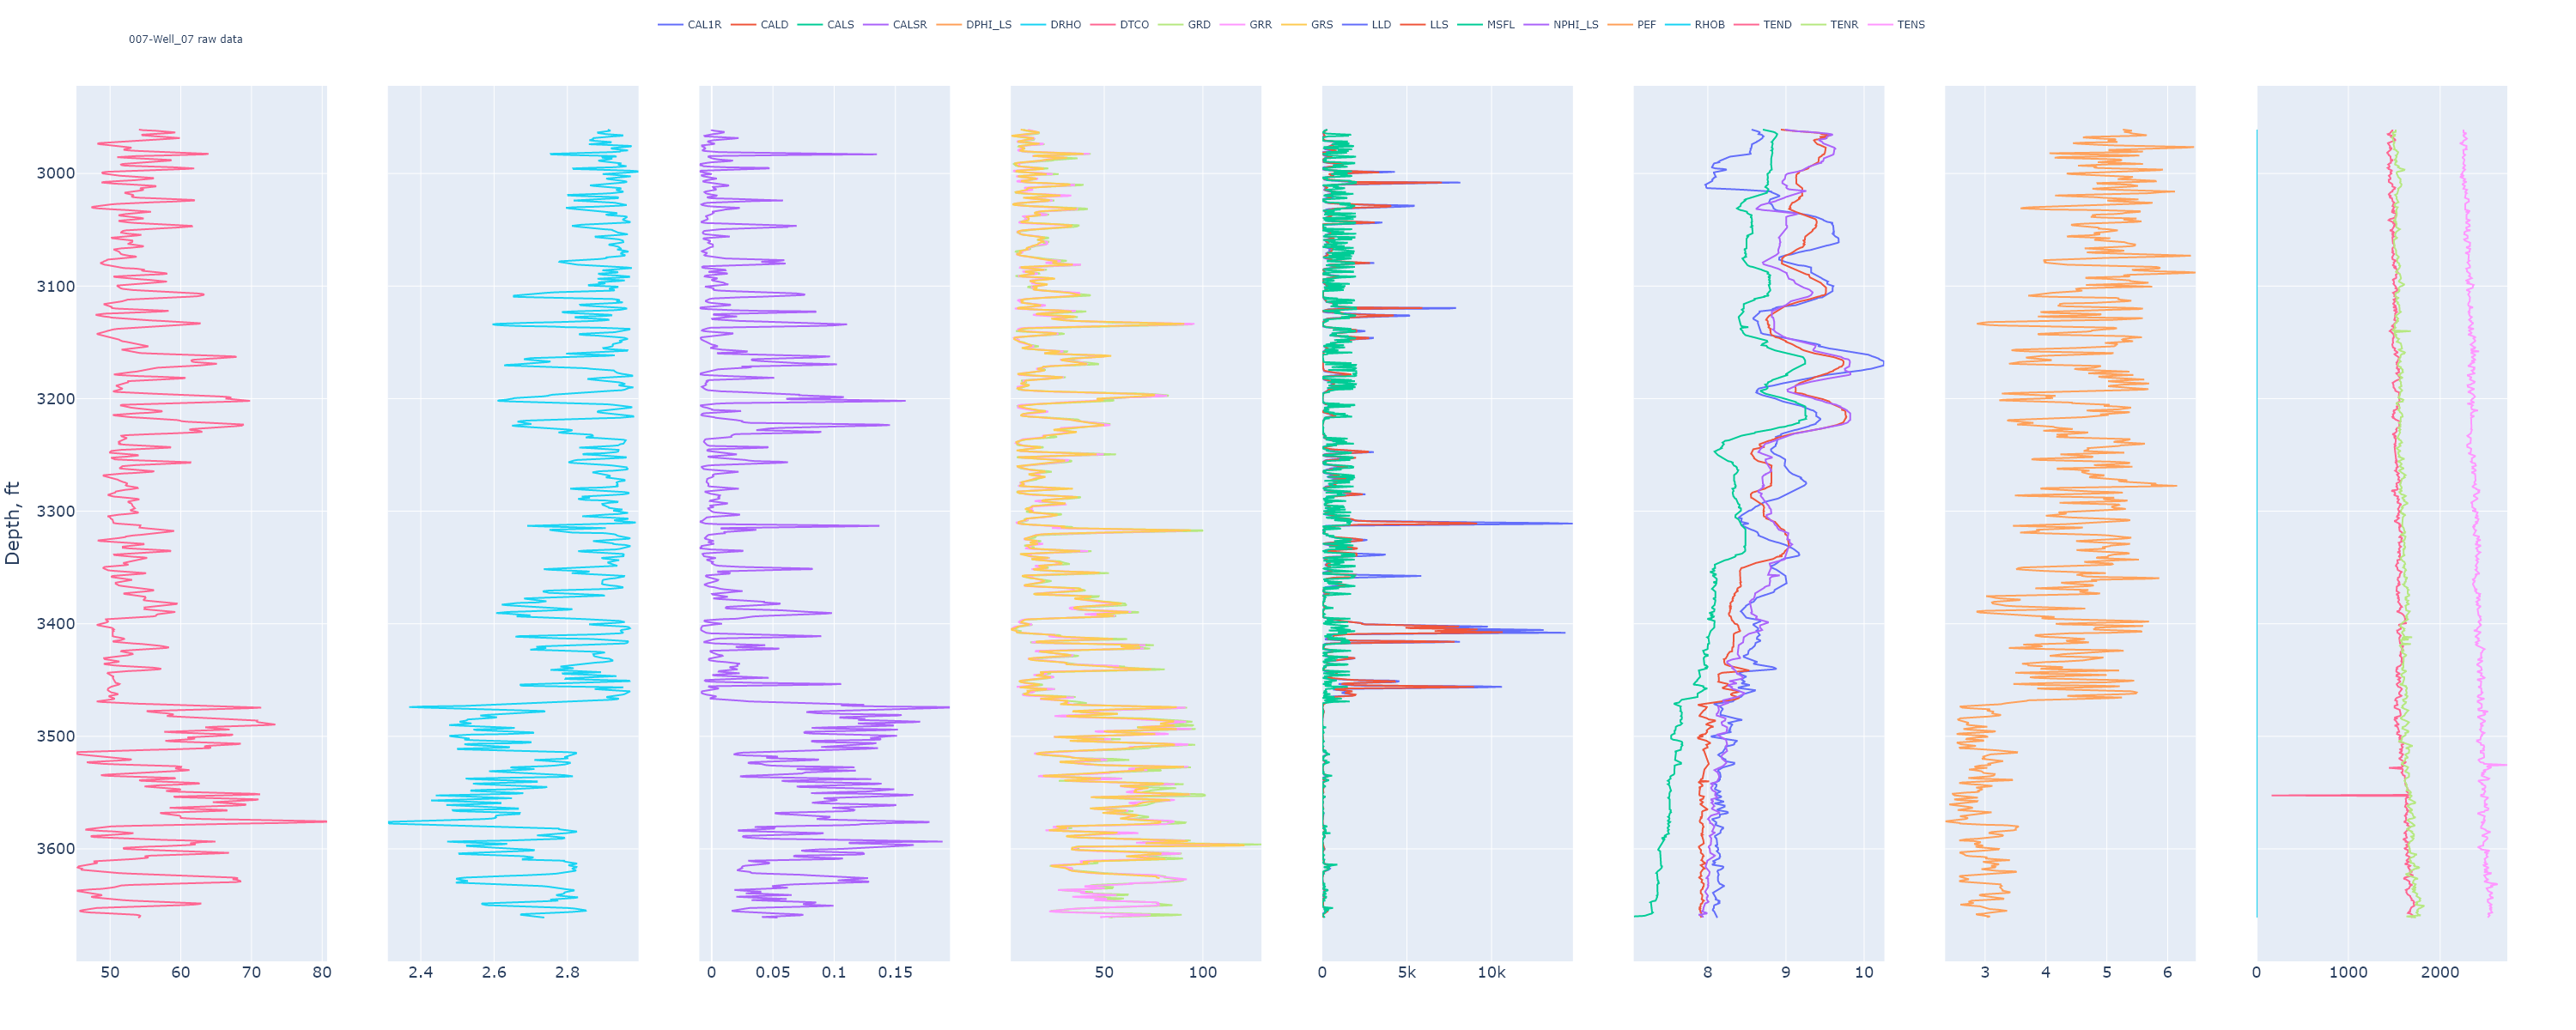 CAL1R CALD CALS CALSR DPHI_LS DRHO DTCO GRD GRR GRS LLD LLS MSFL NPHI_LS PEF RHOB TEND TENR TENS
007-Well_07 raw data
Depth, ft
3000
3100
3200
3300
3400
3500
3600
50 60 70 80
2.4 2.6 2.8
0 0.05 0.1 0.15
50 100
0 5k 10k
8 9 10
3 4 5 6
0 1000 2000